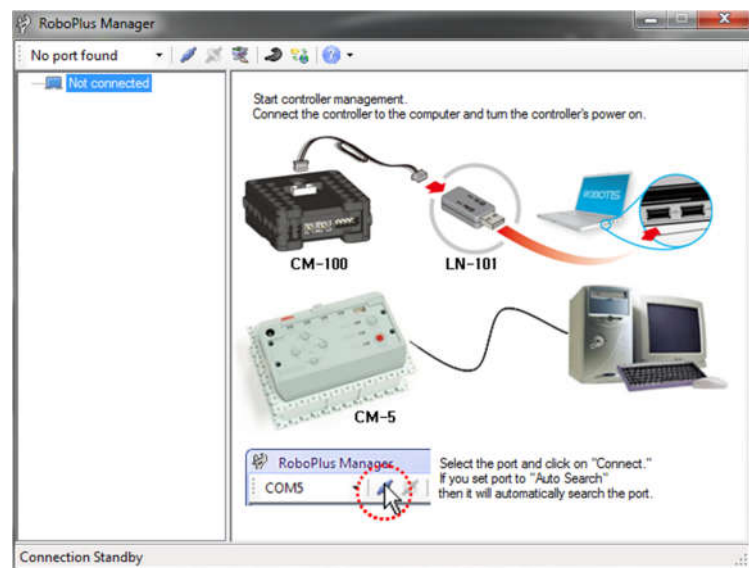 RoboPlus Manager
No port found
Not connected
Start controller management.
Connect the controller to the computer and turn the controller's power on.
ROBOTIS
CM-100
LN-101
CM-5
RoboPlus Manager
COM5
Select the port and click on "Connect."
If you set port to "Auto Search"
then it will automatically search the port.
Connection Standby